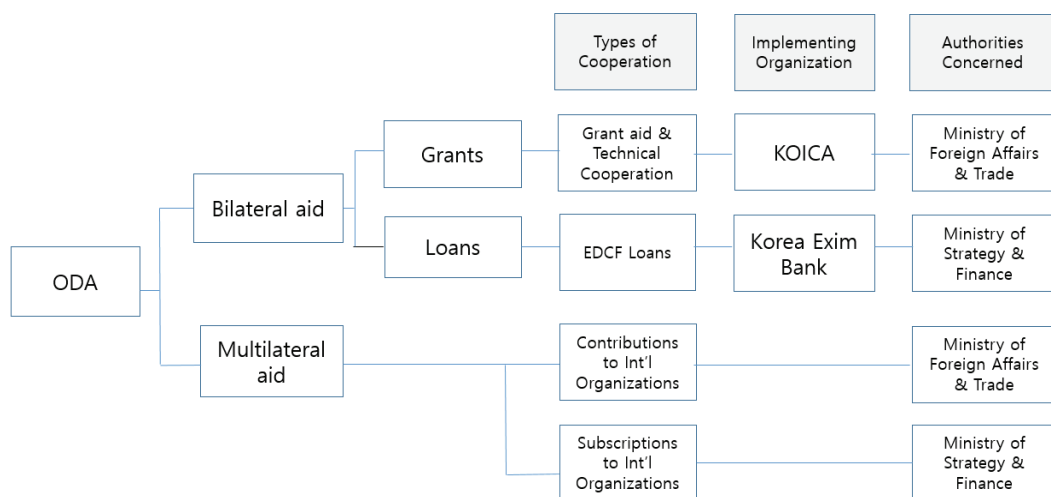 Types of
Cooperation
Implementing
Organization
Authorities
Concerned
Grants
Grant aid &
Technical
Cooperation
KOICA
Ministry of
Foreign Affairs
& Trade
Bilateral aid
Loans
EDCF Loans
Korea Exim
Bank
Ministry of
Strategy &
Finance
ODA
Multilateral
aid
Contributions
to Int'l
Organizations
Ministry of
Foreign Affairs
& Trade
Subscriptions
to Int'l
Organizations
Ministry of
Strategy &
Finance